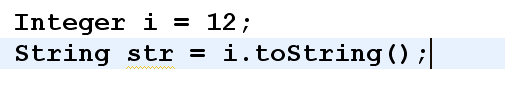 Integer i = 12;
String str = i.toString();